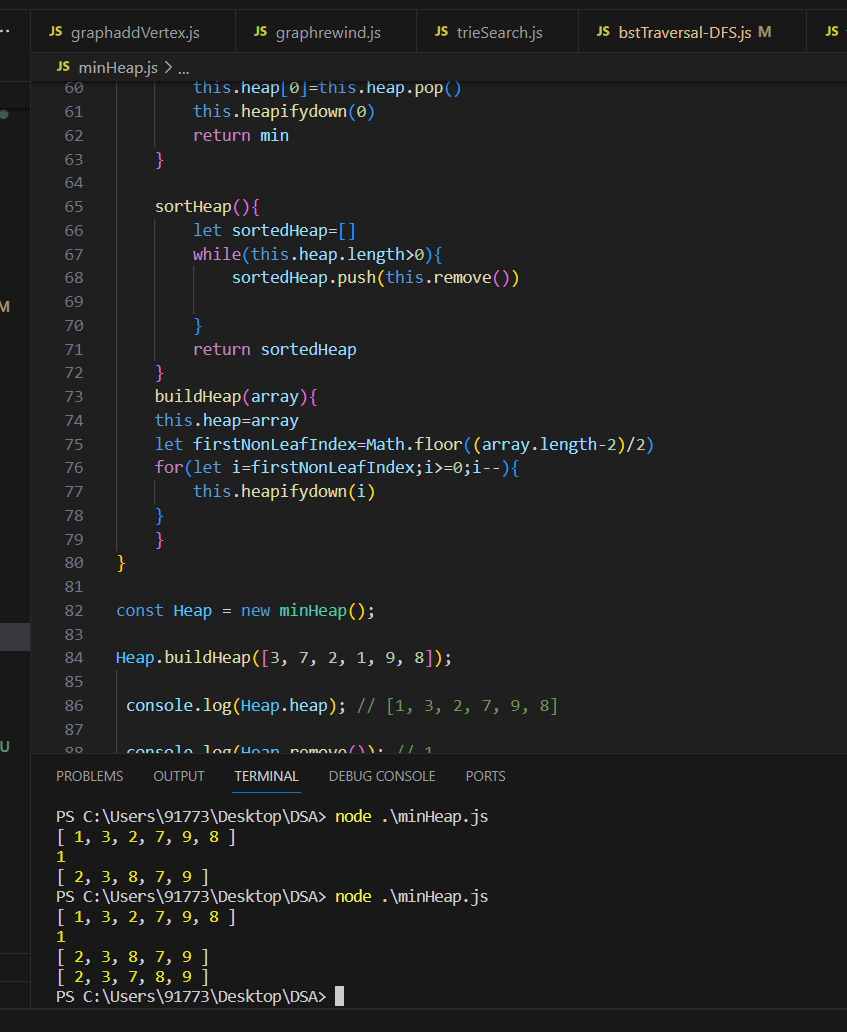 JS graphaddVertex.js JS graphrewind.js JS trieSearch.js JS bstTraversal-DFS.js M JS
JS minHeap.js > ...
60 this.heap[0]=this.heap.pop()
61 this.heapifydown(0)
62 return min
63 }
64
65 sortHeap(){
66 let sortedHeap=[]
67 while(this.heap.length>0){
68 sortedHeap.push(this.remove())
69
M
70 }
71 return sortedHeap
72 }
73 buildHeap(array){
74 this.heap=array
75 let firstNonLeafIndex=Math.floor((array.length-2)/2)
76 for(let i=firstNonLeafIndex;i>=0;i--){
77 this.heapifydown(i)
78 }
79 }
80 }
81
82 const Heap = new minHeap();
83
84 Heap.buildHeap([3, 7, 2, 1, 9, 8]);
85
86 console.log(Heap.heap); // [1, 3, 2, 7, 9, 8]
87
U
88 console.log(Heap.remove()); // 1
PROBLEMS OUTPUT TERMINAL DEBUG CONSOLE PORTS
PS C:\Users\91773\Desktop\DSA> node .\minHeap.js
[ 1, 3, 2, 7, 9, 8 ]
1
[ 2, 3, 8, 7, 9 ]
PS C:\Users\91773\Desktop\DSA> node .\minHeap.js
[ 1, 3, 2, 7, 9, 8 ]
1
[ 2, 3, 8, 7, 9 ]
[ 2, 3, 7, 8, 9 ]
PS C:\Users\91773\Desktop\DSA>